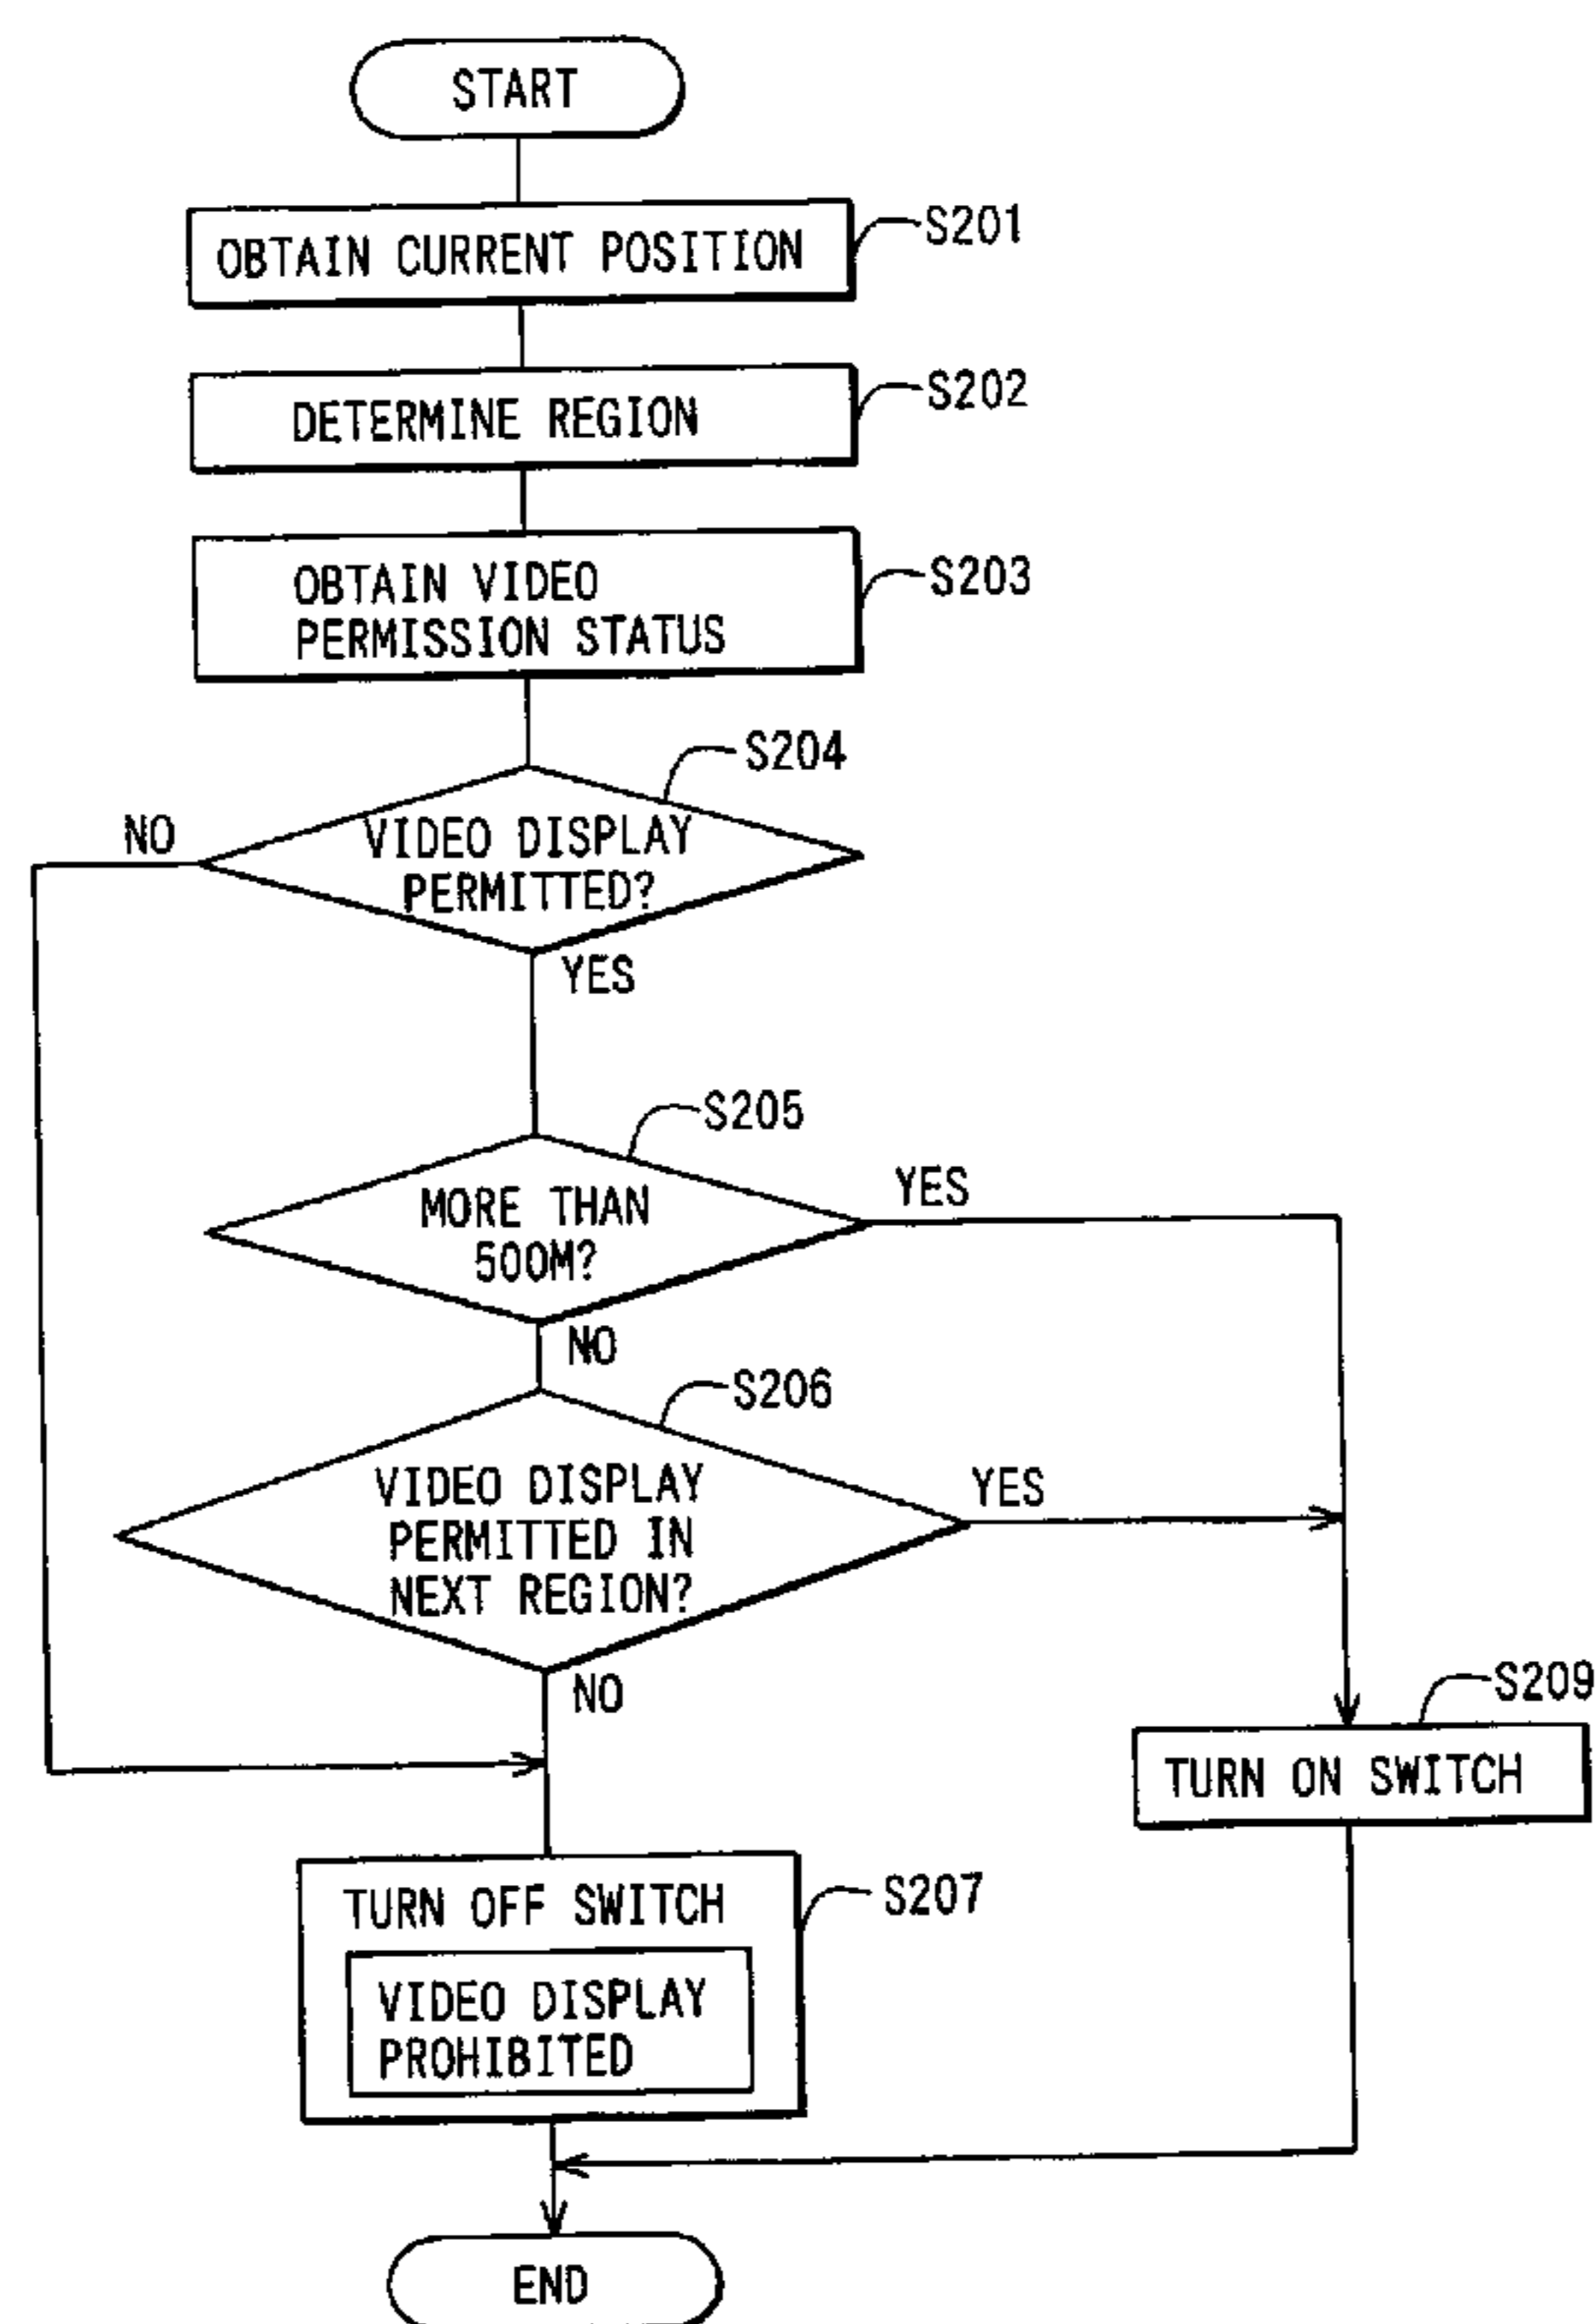 START
OBTAIN CURRENT POSITION
S201
DETERMINE REGION
S202
OBTAIN VIDEO
PERMISSION STATUS
S203
S204
NO
VIDEO DISPLAY
PERMITTED?
YES
S205
MORE THAN
500M?
YES
NO
S206
VIDEO DISPLAY
PERMITTED IN
NEXT REGION?
YES
NO
S209
TURN ON SWITCH
TURN OFF SWITCH
S207
VIDEO DISPLAY
PROHIBITED
END